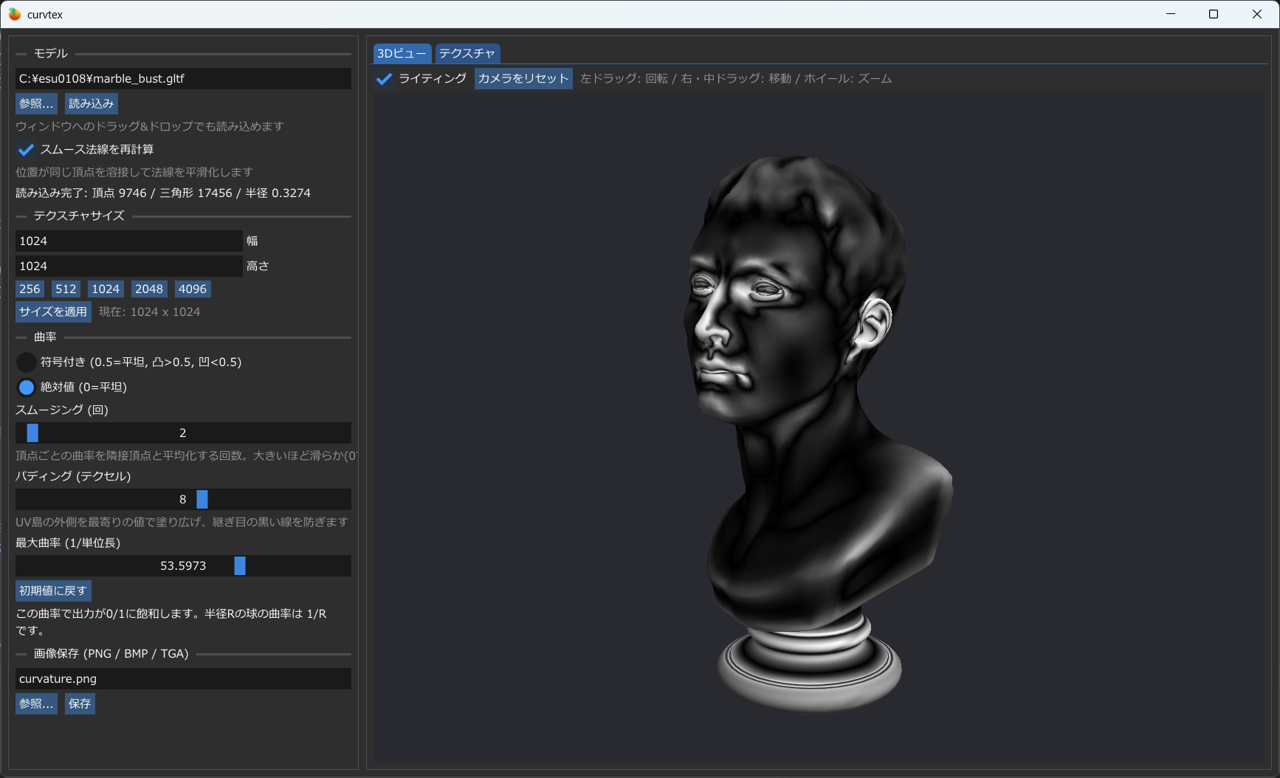 curvtex
モデル
C:¥esu0108¥marble_bust.gltf
参照... 読み込み
ウィンドウへのドラッグ&ドロップでも読み込めます
スムース法線を再計算
位置が同じ頂点を溶接して法線を平滑化します
読み込み完了: 頂点 9746 / 三角形 17456 / 半径 0.3274
テクスチャサイズ
1024 幅
1024 高さ
256 512 1024 2048 4096
サイズを適用 現在: 1024 x 1024
曲率
符号付き (0.5=平坦, 凸>0.5, 凹<0.5)
絶対値 (0=平坦)
スムージング (回)
2
頂点ごとの曲率を隣接頂点と平均化する回数。大きいほど滑らか(0
パディング (テクセル)
8
UV島の外側を最寄りの値で塗り広げ、継ぎ目の黒い線を防ぎます
最大曲率 (1/単位長)
53.5973
初期値に戻す
この曲率で出力が0/1に飽和します。半径Rの球の曲率は 1/R
です。
画像保存 (PNG / BMP / TGA)
curvature.png
参照... 保存
3Dビュー テクスチャ
ライティング カメラをリセット 左ドラッグ: 回転 / 右・中ドラッグ: 移動 / ホイール: ズーム